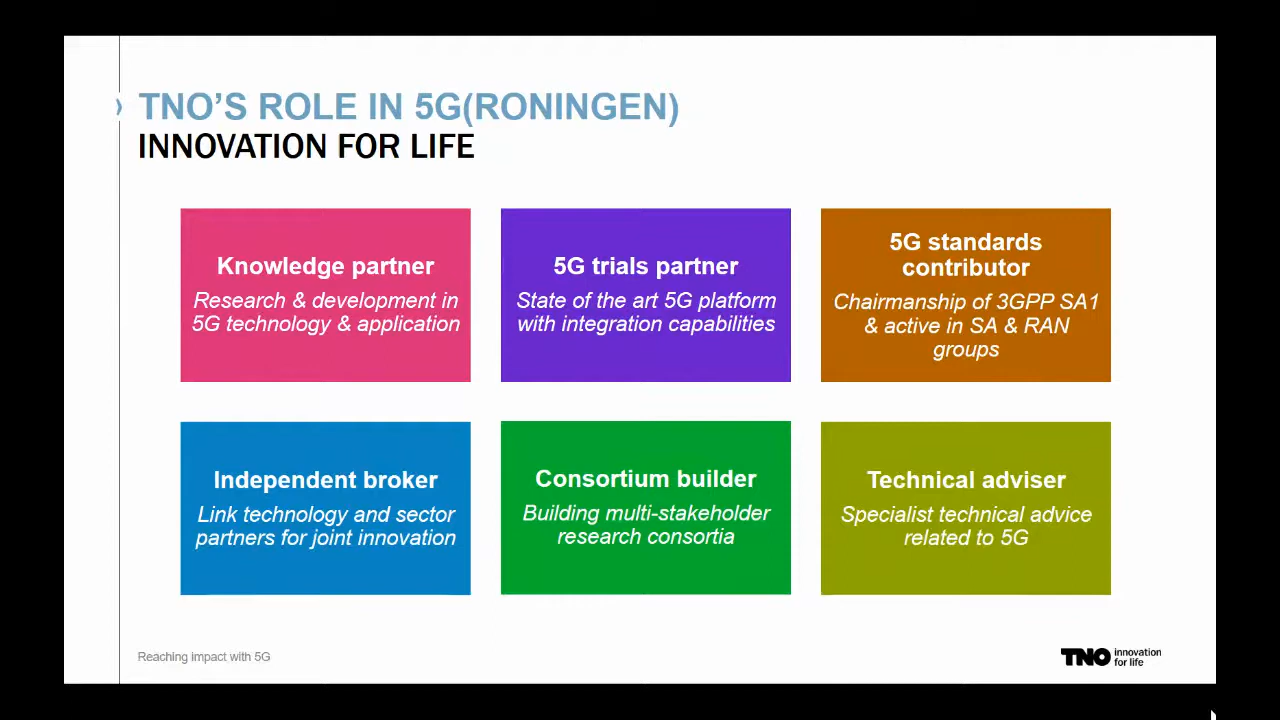 TNO’S ROLE IN 5G(RONINGEN)
INNOVATION FOR LIFE
Knowledge partner
Research & development in
5G technology & application
5G trials partner
State of the art 5G platform
with integration capabilities
5G standards
contributor
Chairmanship of 3GPP SA1
& active in SA & RAN
groups
Independent broker
Link technology and sector
partners for joint innovation
Consortium builder
Building multi-stakeholder
research consortia
Technical adviser
Specialist technical advice
related to 5G
Reaching impact with 5G
TNO innovation
for life